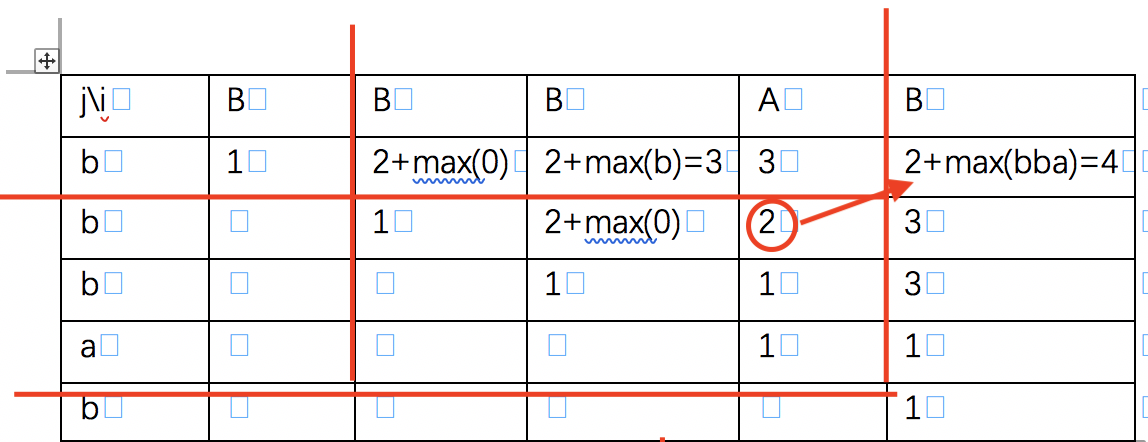 j\i B B B A B
b 1 2+max(0) 2+max(b)=3 3 2+max(bba)=4
b 1 2+max(0) 2 3
b 1 1 3
a 1 1
b 1